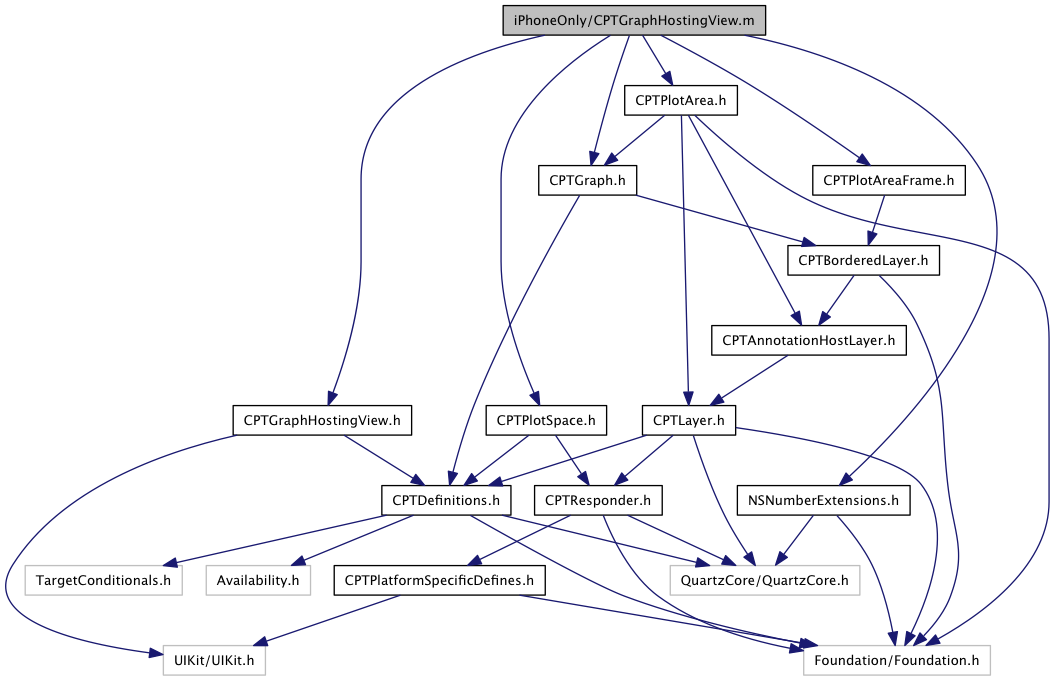 iPhoneOnly/CPTGraphHostingView.m
CPTPlotArea.h
CPTGraph.h
CPTPlotAreaFrame.h
CPTBorderedLayer.h
CPTAnnotationHostLayer.h
CPTGraphHostingView.h
CPTPlotSpace.h
CPTLayer.h
CPTDefinitions.h
CPTResponder.h
NSNumberExtensions.h
TargetConditionals.h
Availability.h
CPTPlatformSpecificDefines.h
QuartzCore/QuartzCore.h
UIKit/UIKit.h
Foundation/Foundation.h